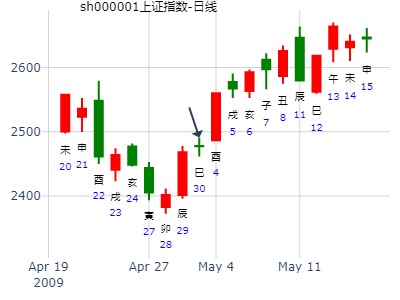 sh000001上证指数-日线
2600
2500
2400
未 20
申 21
酉 22
戌 23
亥 24
寅 27
卯 28
辰 29
巳 30
酉 4
戌 5
亥 6
子 7
丑 8
辰 11
巳 12
午 13
未 14
申 15
Apr 19 Apr 27 May 4 May 11
2009